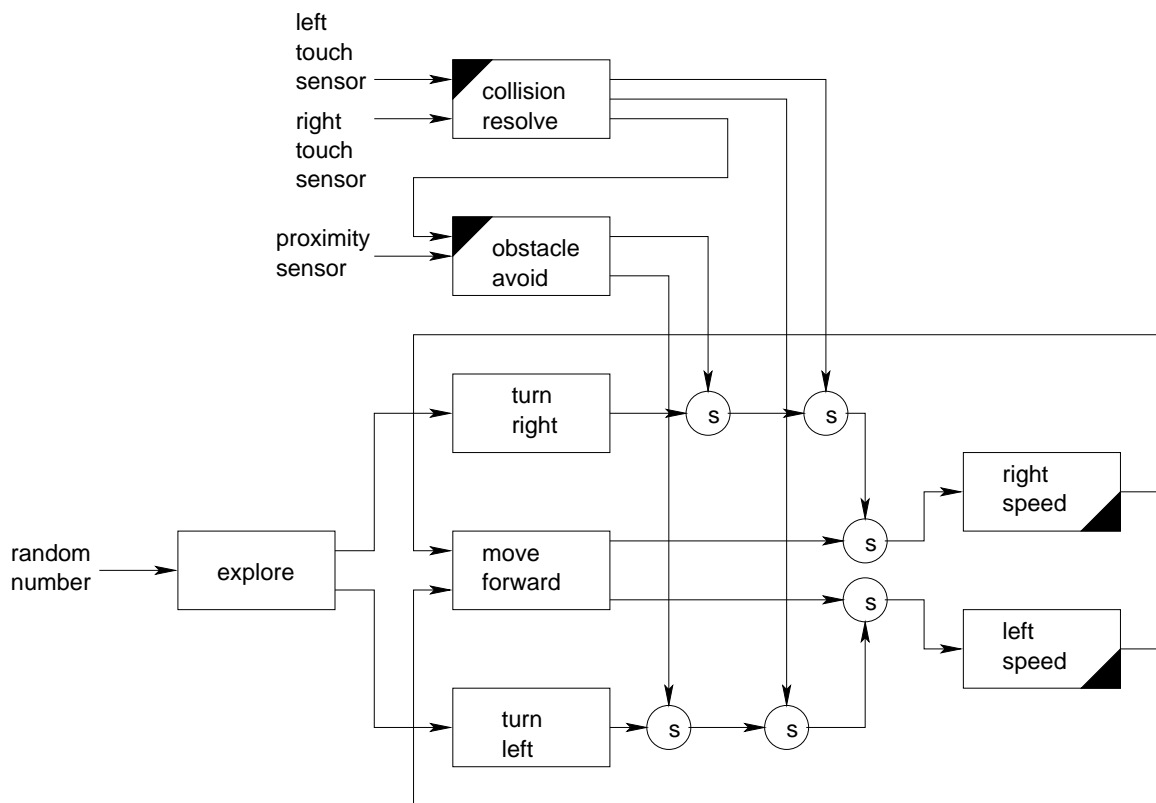 left
touch
sensor
collision
resolve
right
touch
sensor
proximity
sensor
obstacle
avoid
turn
right
s
s
right
speed
random
number
explore
move
forward
s
s
left
speed
turn
left
s
s